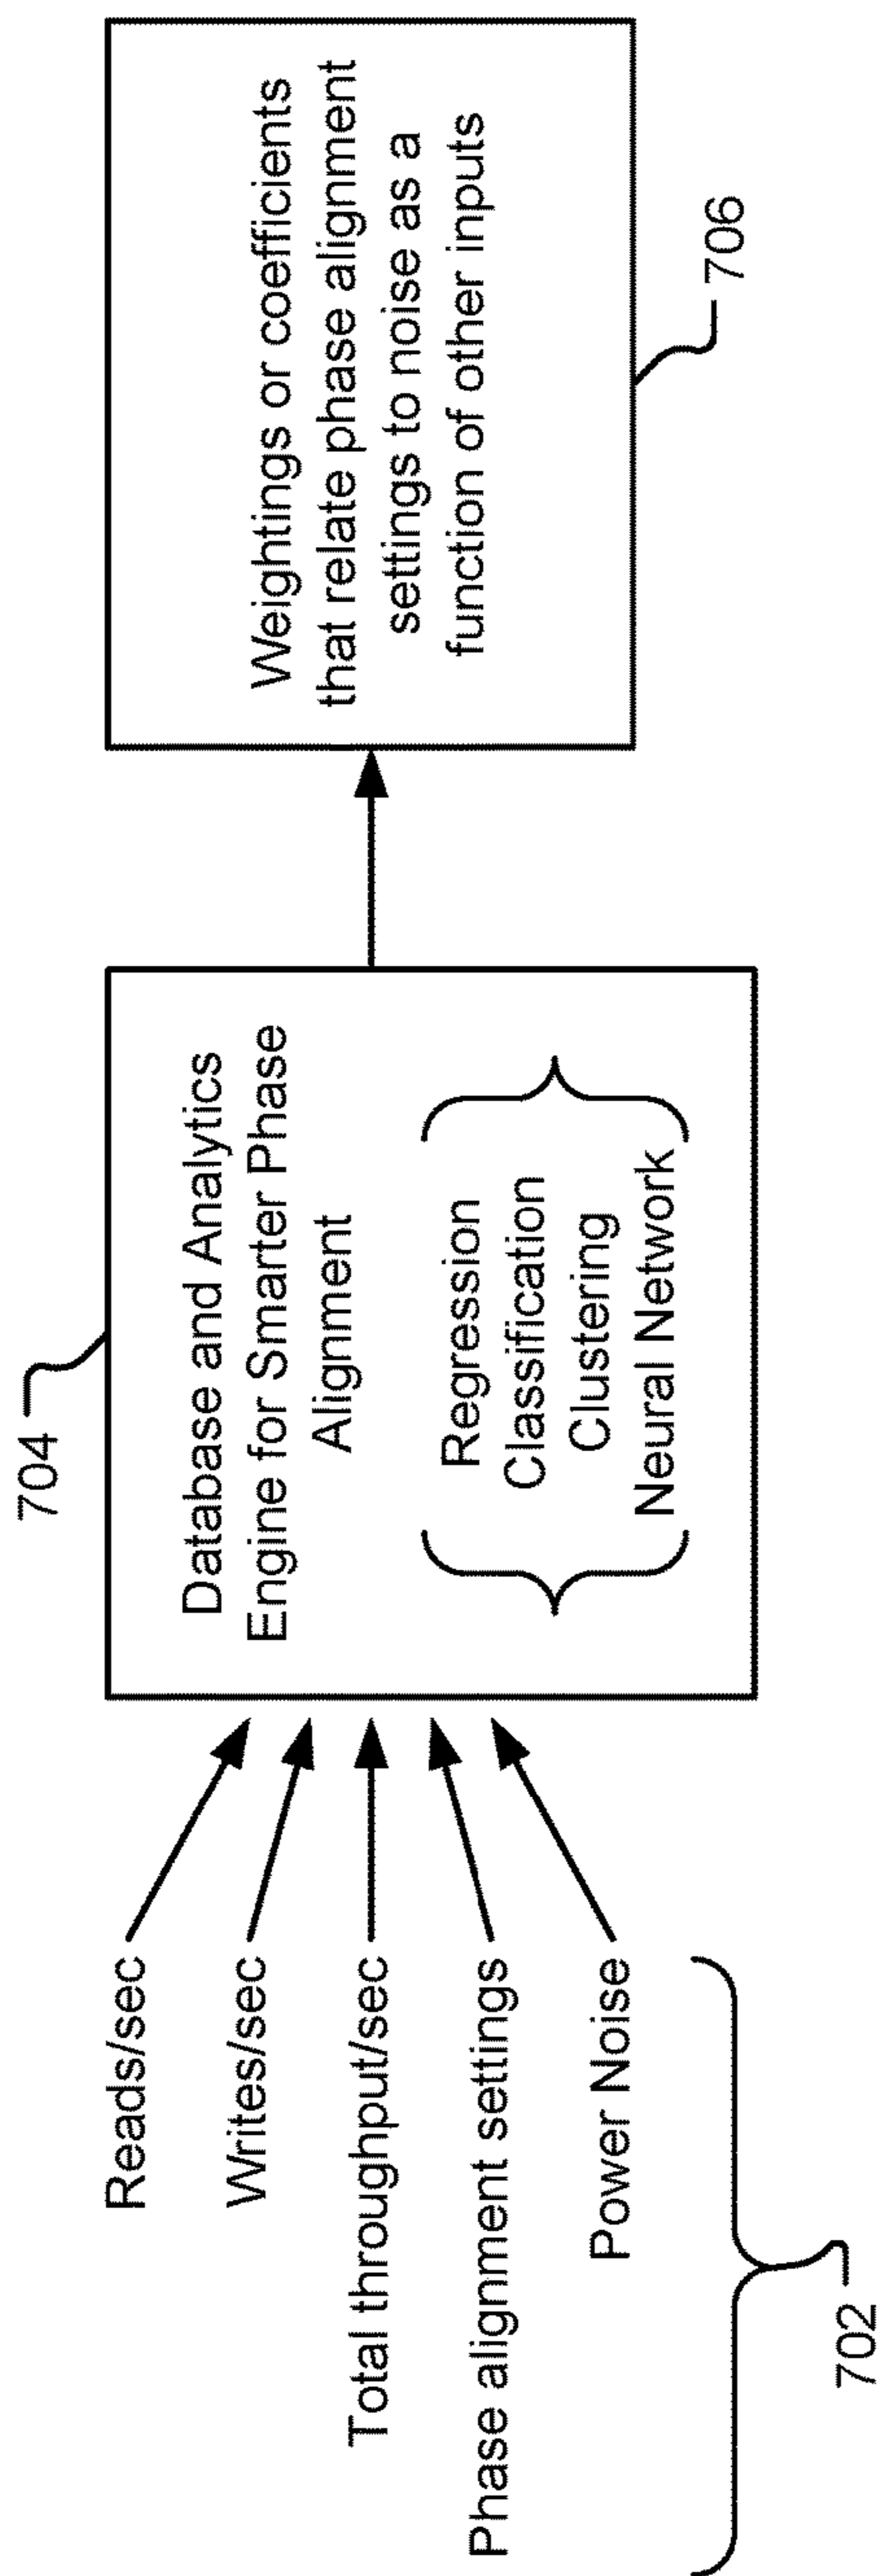 Reads/sec
Writes/sec
Total throughput/sec
Phase alignment settings
Power Noise
702
704
Database and Analytics
Engine for Smarter Phase
Alignment
Regression
Classification
Clustering
Neural Network
Weightings or coefficients
that relate phase alignment
settings to noise as a
function of other inputs
706